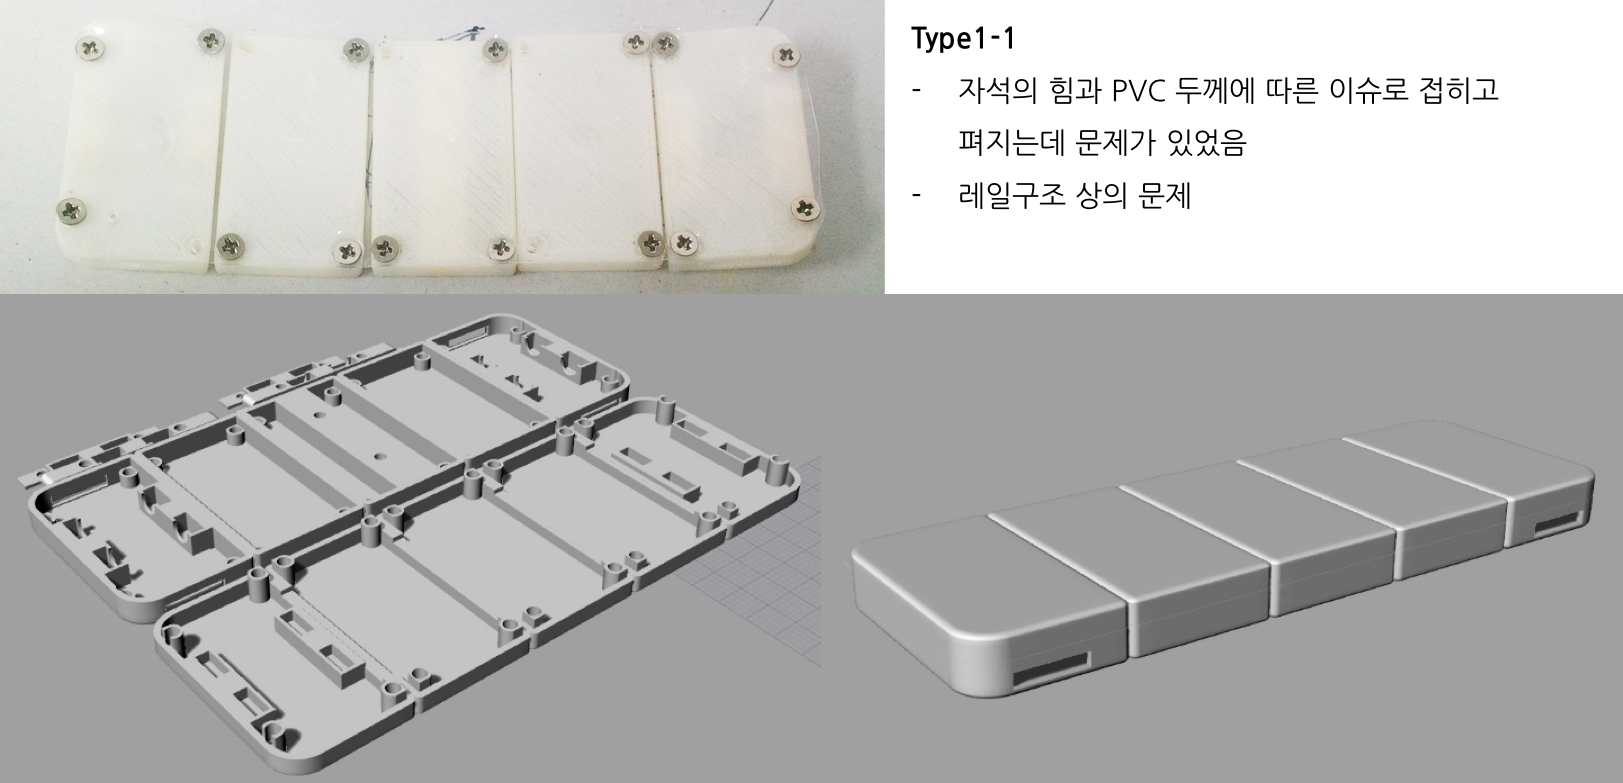 Type1-1
- 자석의 힘과 PVC 두께에 따른 이슈로 접히고
펴지는데 문제가 있었음
- 레일구조 상의 문제